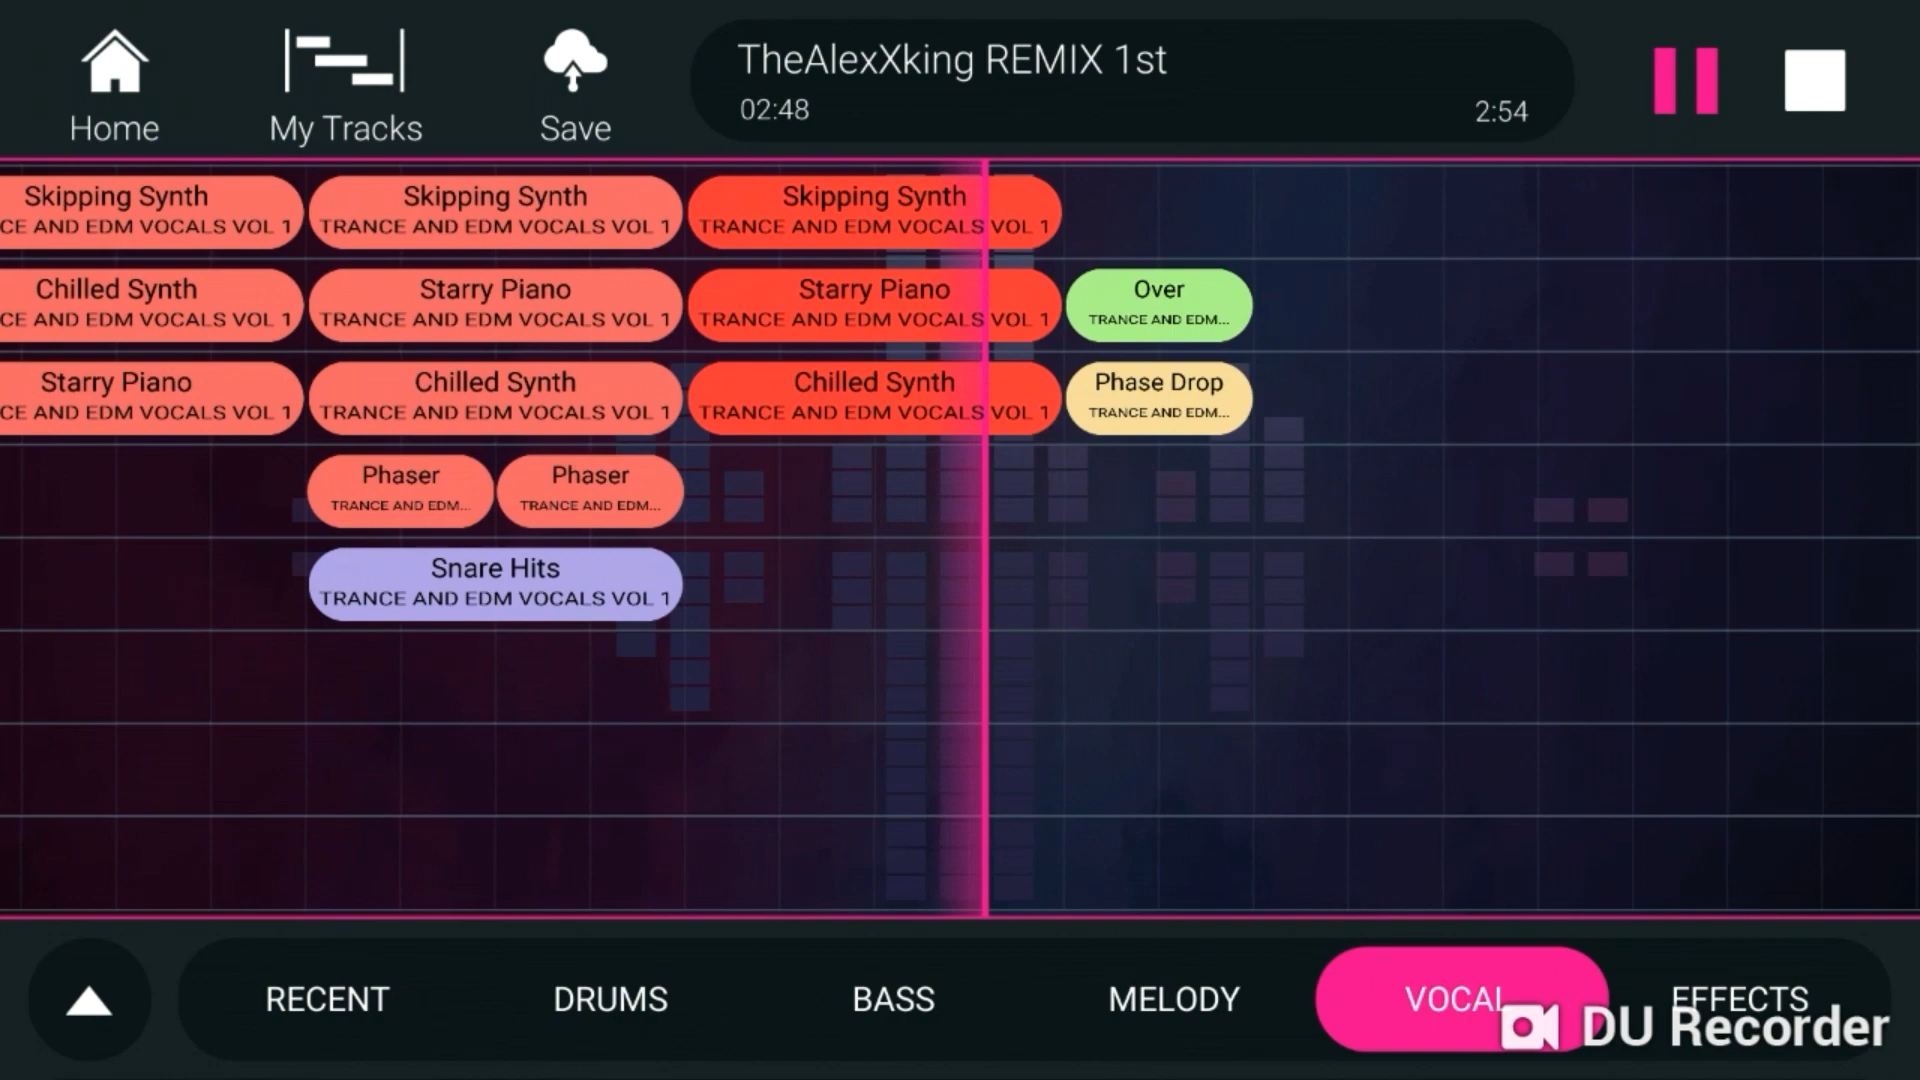 Home
My Tracks
Save
TheAlexXking REMIX 1st
02:48
2:54
Skipping Synth
CE AND EDM VOCALS VOL 1
Skipping Synth
TRANCE AND EDM VOCALS VOL 1
Skipping Synth
TRANCE AND EDM VOCALS VOL 1
Chilled Synth
CE AND EDM VOCALS VOL 1
Starry Piano
TRANCE AND EDM VOCALS VOL 1
Starry Piano
TRANCE AND EDM VOCALS VOL 1
Over
TRANCE AND EDM...
Starry Piano
CE AND EDM VOCALS VOL 1
Chilled Synth
TRANCE AND EDM VOCALS VOL 1
Chilled Synth
TRANCE AND EDM VOCALS VOL 1
Phase Drop
TRANCE AND EDM...
Phaser
TRANCE AND EDM...
Phaser
TRANCE AND EDM...
Snare Hits
TRANCE AND EDM VOCALS VOL 1
RECENT
DRUMS
BASS
MELODY
VOCAL
EFFECTS
DU Recorder